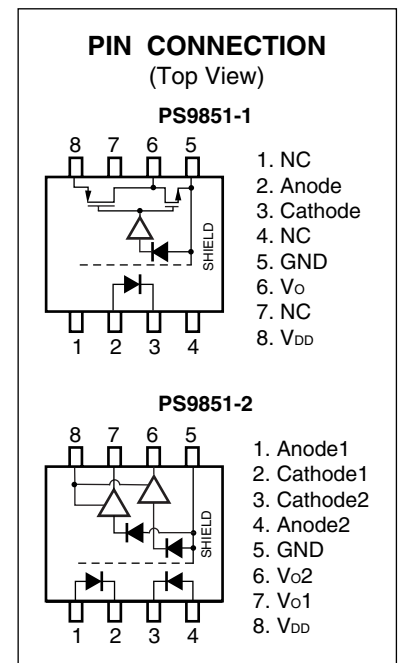 PIN CONNECTION
(Top View)
PS9851-1
8 7 6 5
SHIELD
1 2 3 4
1. NC
2. Anode
3. Cathode
4. NC
5. GND
6. VO
7. NC
8. VDD
PS9851-2
8 7 6 5
SHIELD
1 2 3 4
1. Anode1
2. Cathode1
3. Cathode2
4. Anode2
5. GND
6. VO2
7. VO1
8. VDD